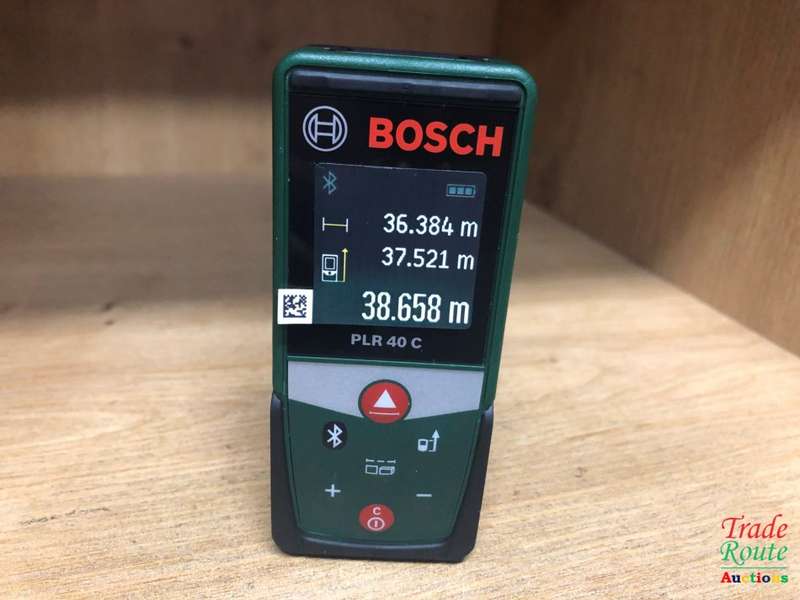 BOSCH
36.384 m
37.521 m
38.658 m
PLR 40 C
+ −
C
Trade
Route
Auctions